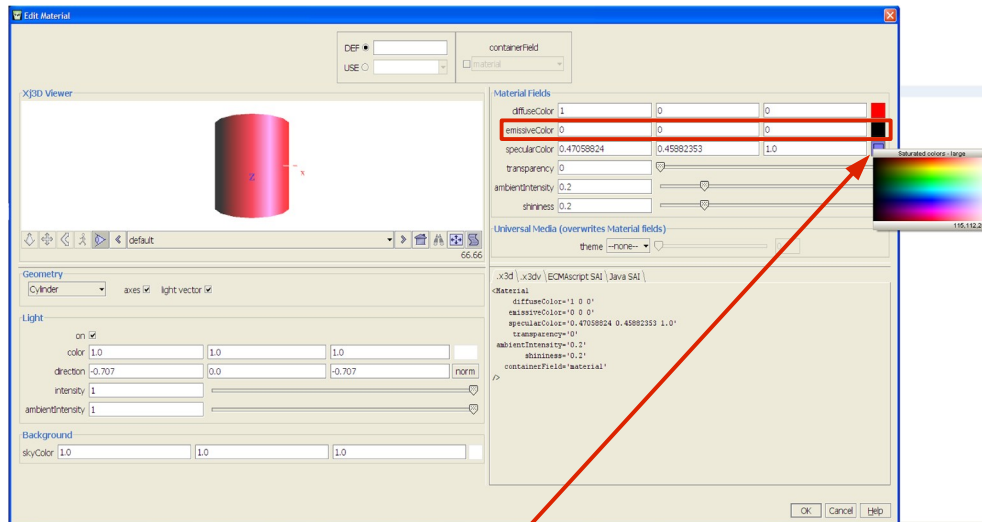 Edit Material
DEF
USE
containerField
material
Xj3D Viewer
x
z
default
66.66
Geometry
Cylinder axes light vector
Light
on
color 1.0 1.0 1.0
direction -0.707 0.0 -0.707 norm
intensity 1
ambientIntensity 1
Background
skyColor 1.0 1.0 1.0
Material Fields
diffuseColor 1 0 0
emissiveColor 0 0 0
specularColor 0.47058824 0.45882353 1.0
transparency 0
ambientIntensity 0.2
shininess 0.2
Saturated colors - large
Universal Media (overwrites Material fields)
theme --none--
.x3d \ .x3dv \ ECMAscript SAI \ Java SAI \
<Material
diffuseColor='1 0 0'
emissiveColor='0 0 0'
specularColor='0.47058824 0.45882353 1.0'
transparency='0'
ambientIntensity='0.2'
shininess='0.2'
containerField='material'
/>
OK Cancel Help